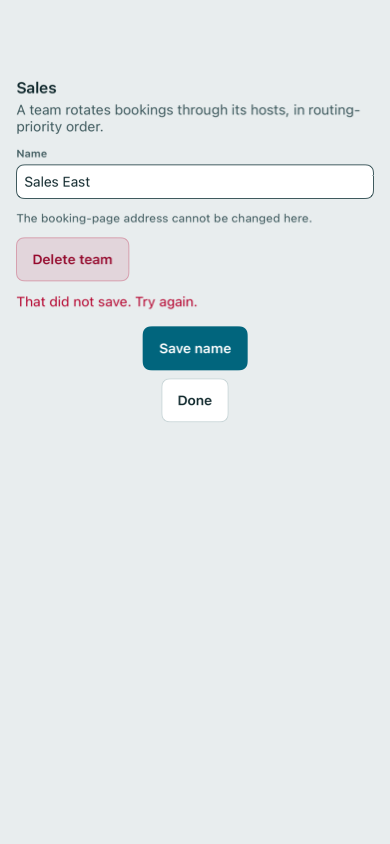 Sales
A team rotates bookings through its hosts, in routing-
priority order.
Name
Sales East
The booking-page address cannot be changed here.
Delete team
That did not save. Try again.
Save name
Done